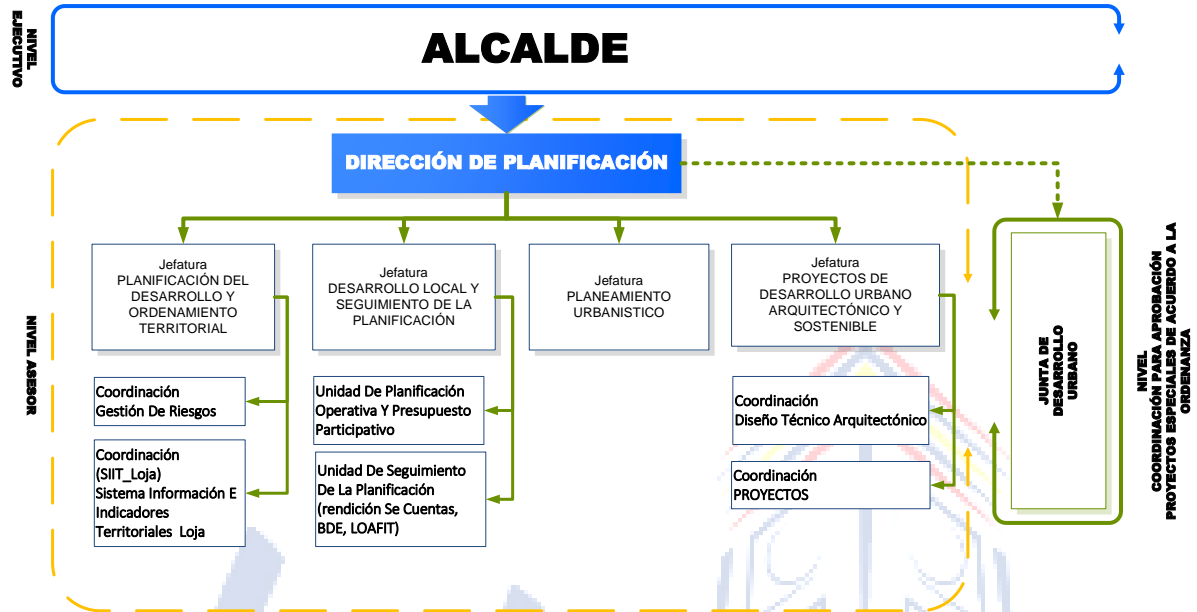 NIVEL
EJECUTIVO
ALCALDE
DIRECCIÓN DE PLANIFICACIÓN
NIVEL ASESOR
Jefatura
PLANIFICACIÓN DEL
DESARROLLO Y
ORDENAMIENTO
TERRITORIAL
Coordinación
Gestión De Riesgos
Coordinación
(SIIT_Loja)
Sistema Información E
Indicadores
Territoriales Loja
Jefatura
DESARROLLO LOCAL Y
SEGUIMIENTO DE LA
PLANIFICACIÓN
Unidad De Planificación
Operativa Y Presupuesto
Participativo
Unidad De Seguimiento
De La Planificación
(rendición Se Cuentas,
BDE, LOAFIT)
Jefatura
PLANEAMIENTO
URBANISTICO
Jefatura
PROYECTOS DE
DESARROLLO URBANO
ARQUITECTÓNICO Y
SOSTENIBLE
Coordinación
Diseño Técnico Arquitectónico
Coordinación
PROYECTOS
JUNTA DE
DESARROLLO
URBANO
NIVEL
COORDINACIÓN PARA APROBACIÓN
PROYECTOS ESPECIALES DE ACUERDO A LA
ORDENANZA